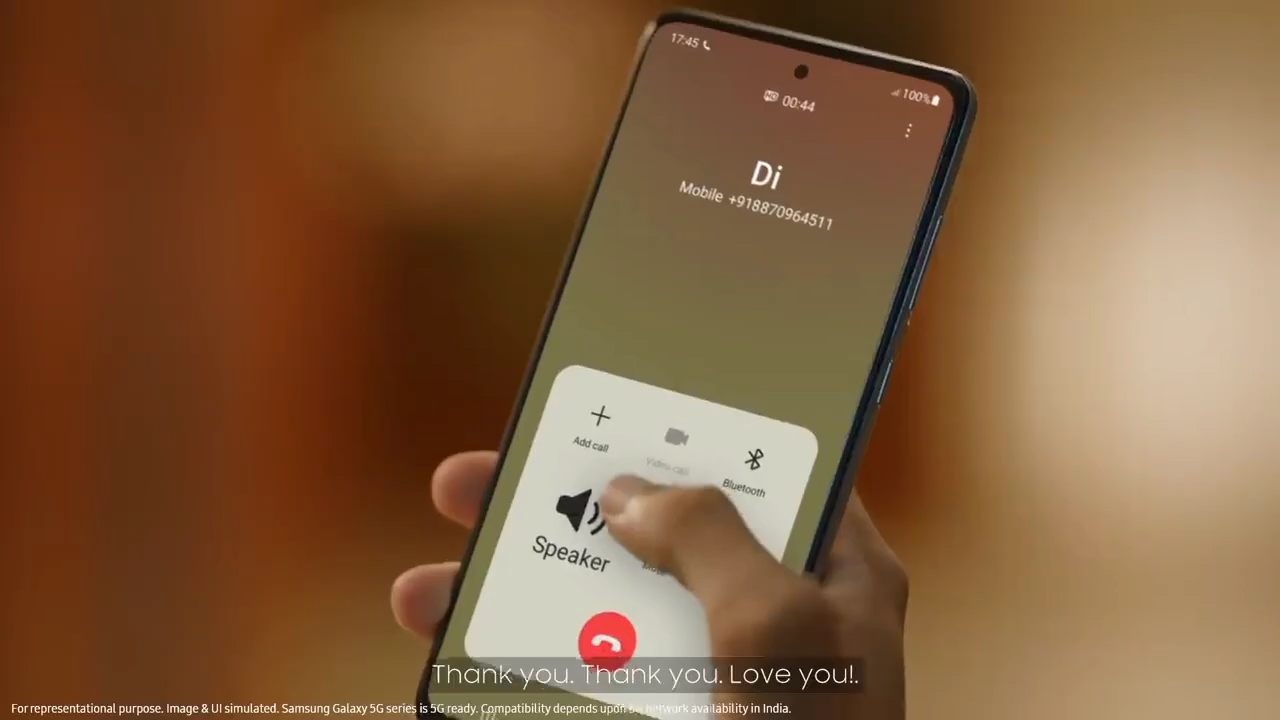 17:45
100%
HD 00:44
Di
Mobile +918870964511
Add call
Video call
Bluetooth
Speaker
Thank you. Thank you. Love you!.
For representational purpose. Image & UI simulated. Samsung Galaxy 5G series is 5G ready. Compatibility depends upon 5G network availability in India.